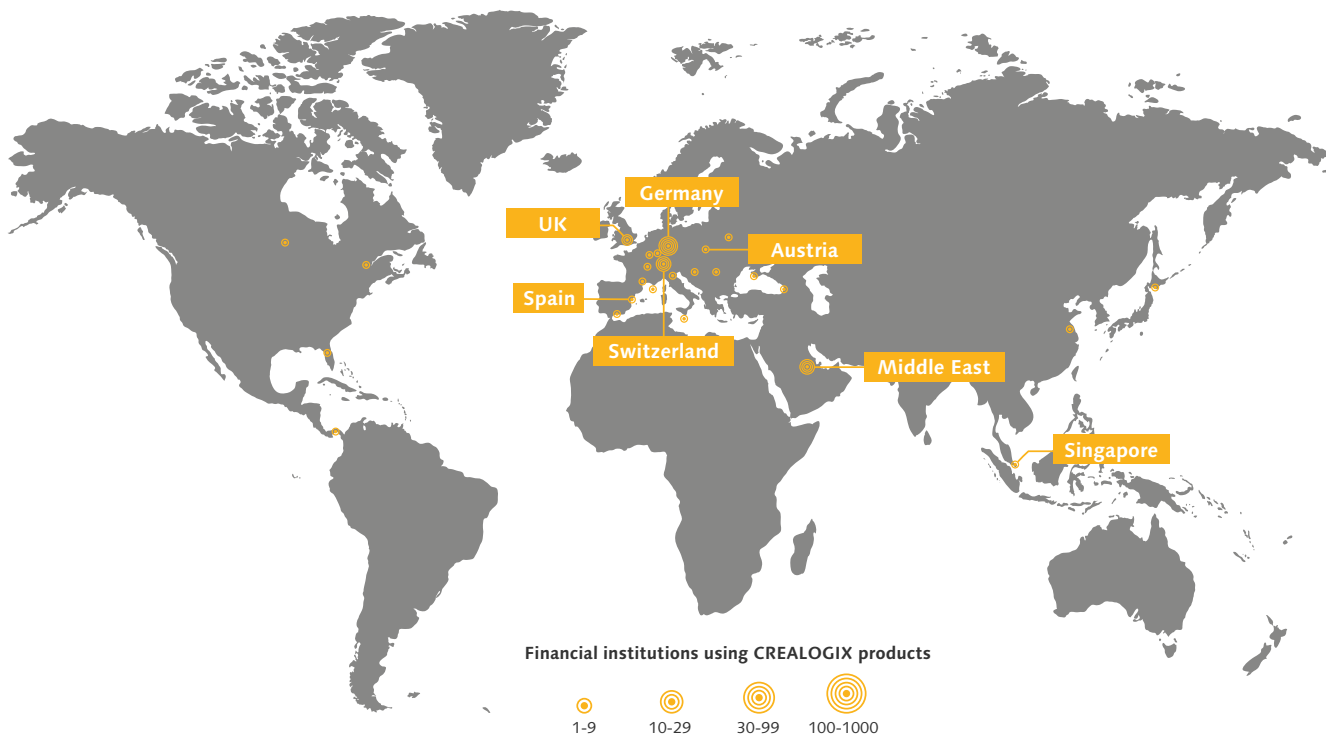 Germany
UK
Austria
Spain
Switzerland
Middle East
Singapore
Financial institutions using CREALOGIX products
1-9 10-29 30-99 100-1000